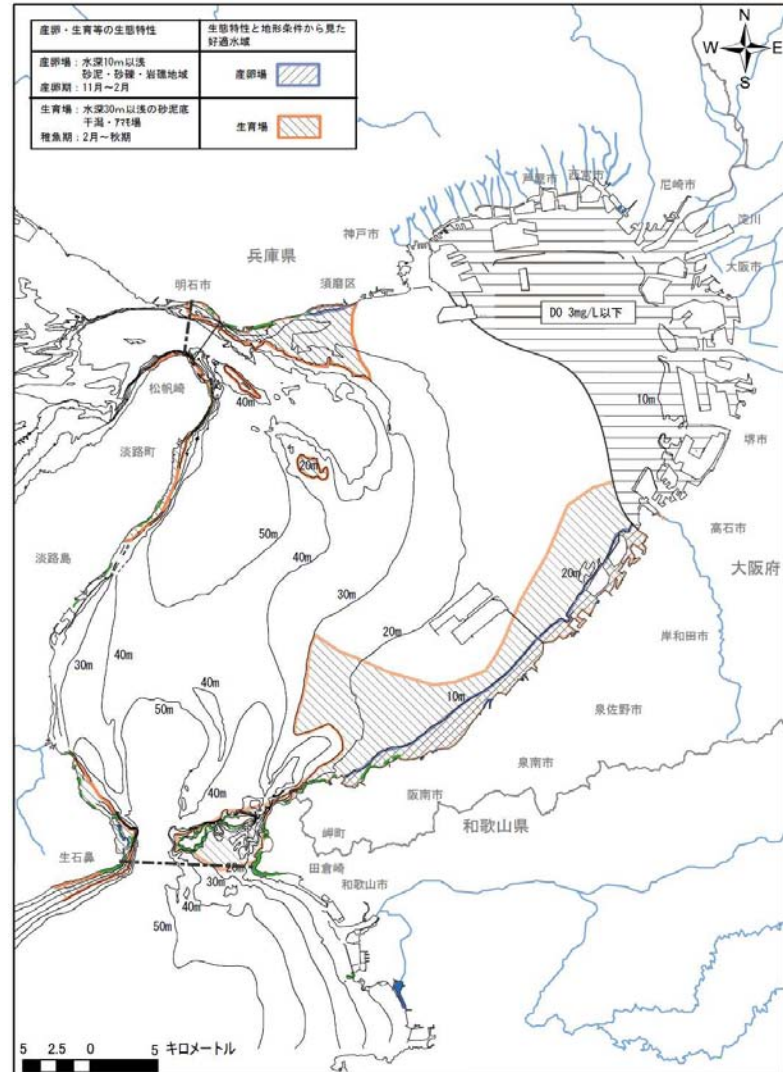 産卵・生育等の生態特性
生態特性と地形条件から見た
好適水域
産卵場:水深10m以浅
砂泥・砂礫・岩礁地域
産卵期:11月~2月
産卵場
生育場:水深30m以浅の砂泥底
干潟・アマモ場
稚魚期:2月~秋期
生育場
N
W
E
S
芦屋市
西宮市
尼崎市
淀川
神戸市
兵庫県
大阪市
明石市
須磨区
DO 3mg/L以下
10m
松帆崎
40m
淡路町
堺市
20m
50m
高石市
淡路島
40m
大阪府
20m
30m
20m
岸和田市
30m
40m
40m
10m
泉佐野市
50m
泉南市
40m
阪南市
和歌山県
岬町
生石鼻
20m
田倉崎
30m
和歌山市
40m
50m
5 2.5 0 5 キロメートル